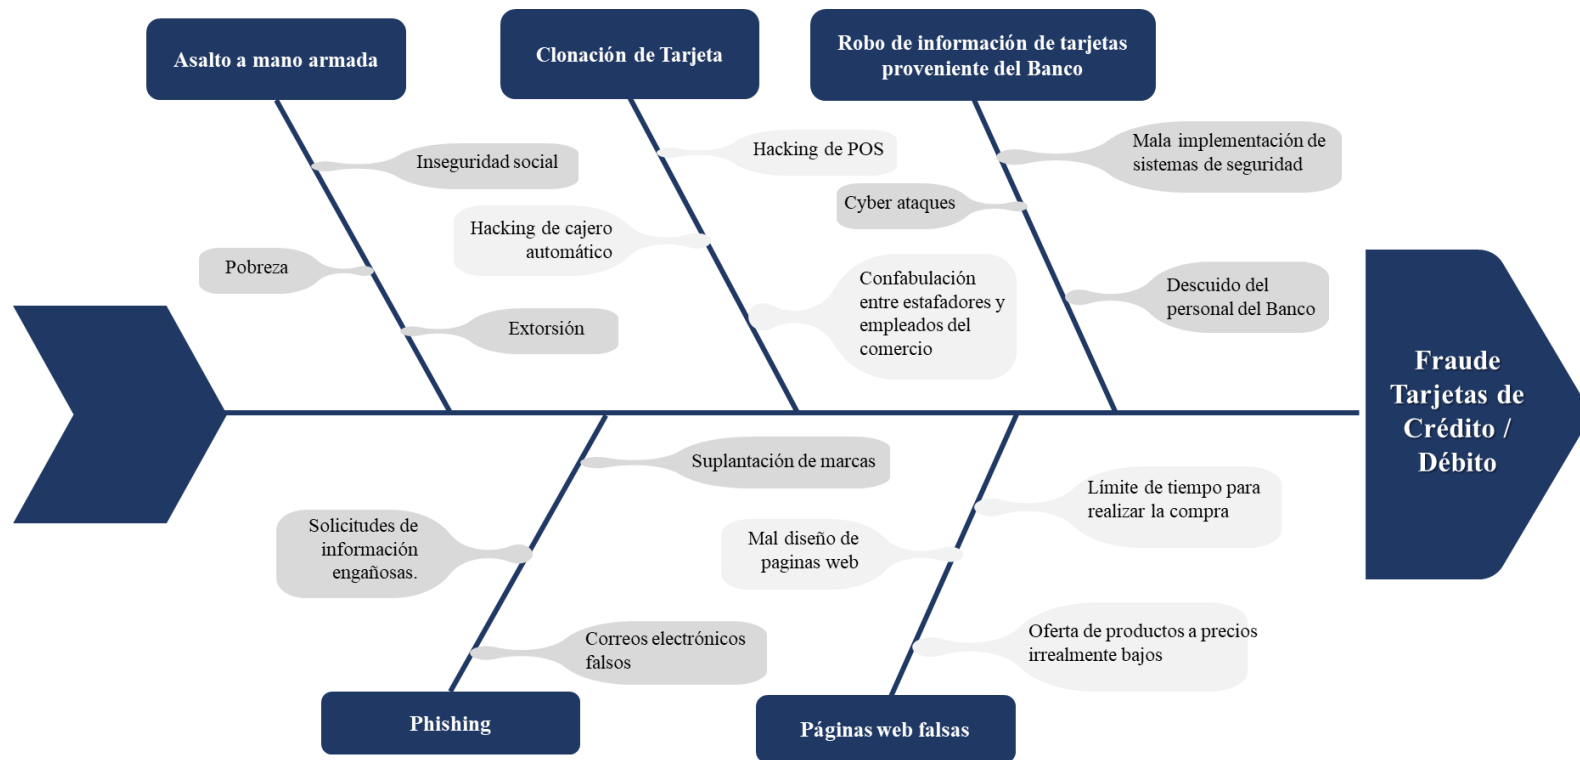 Asalto a mano armada
Clonación de Tarjeta
Robo de información de tarjetas
proveniente del Banco
Inseguridad social
Pobreza
Extorsión
Hacking de POS
Hacking de cajero
automático
Confabulación
entre estafadores y
empleados del
comercio
Mala implementación de
sistemas de seguridad
Cyber ataques
Descuido del
personal del Banco
Fraude
Tarjetas de
Crédito /
Débito
Suplantación de marcas
Solicitudes de
información
engañosas.
Correos electrónicos
falsos
Phishing
Límite de tiempo para
realizar la compra
Mal diseño de
paginas web
Oferta de productos a precios
irrealmente bajos
Páginas web falsas